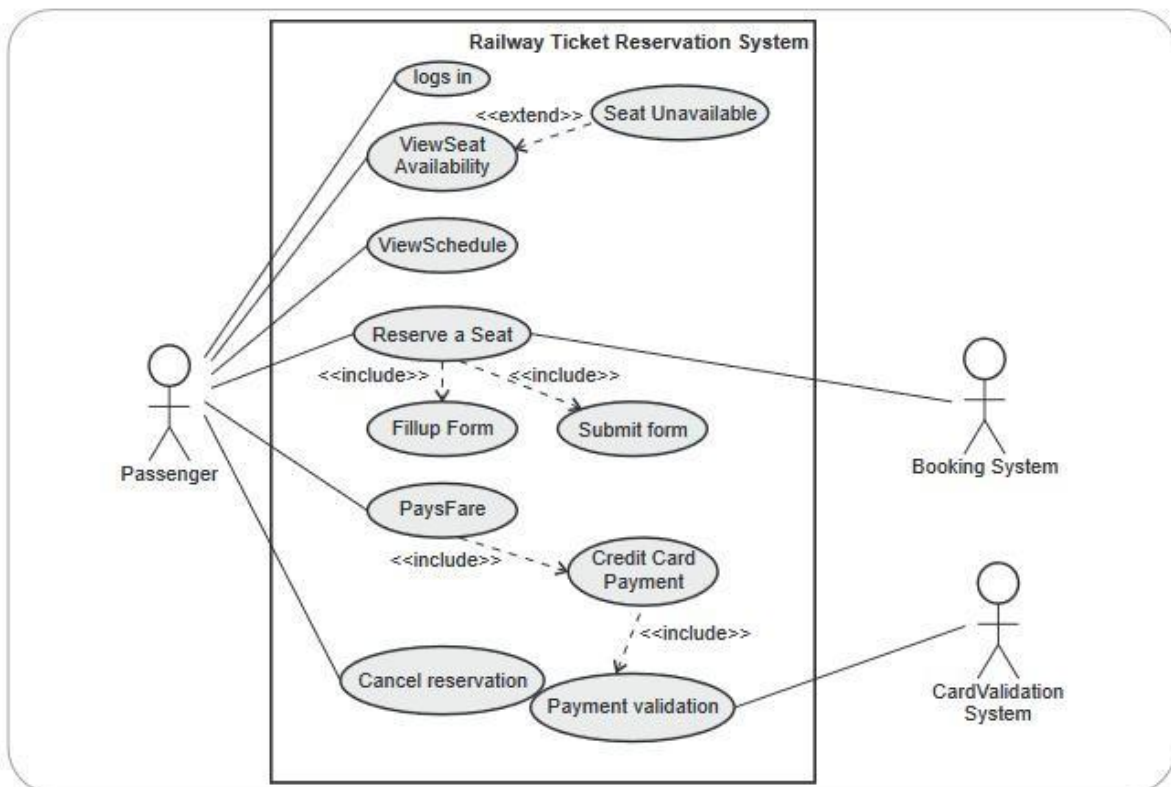 Railway Ticket Reservation System
logs in
<<extend>>
Seat Unavailable
ViewSeat
Availability
ViewSchedule
Reserve a Seat
<<include>>
<<include>>
Fillup Form
Submit form
Passenger
Booking System
PaysFare
<<include>>
Credit Card
Payment
<<include>>
Cancel reservation
Payment validation
CardValidation
System